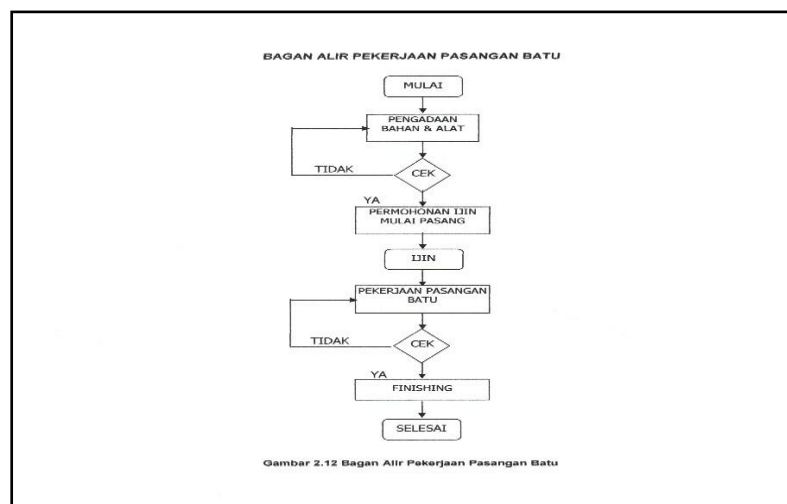 BAGAN ALIR PEKERJAAN PASANGAN BATU
MULAI
PENGADAAN
BAHAN & ALAT
TIDAK
CEK
YA
PERMOHONAN IJIN
MULAI PASANG
IJIN
PEKERJAAN PASANGAN
BATU
TIDAK
CEK
YA
FINISHING
SELESAI
Gambar 2.12 Bagan Alir Pekerjaan Pasangan Batu